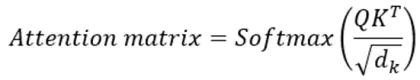 Attention matrix = Softmax(QK^T / √d_k)